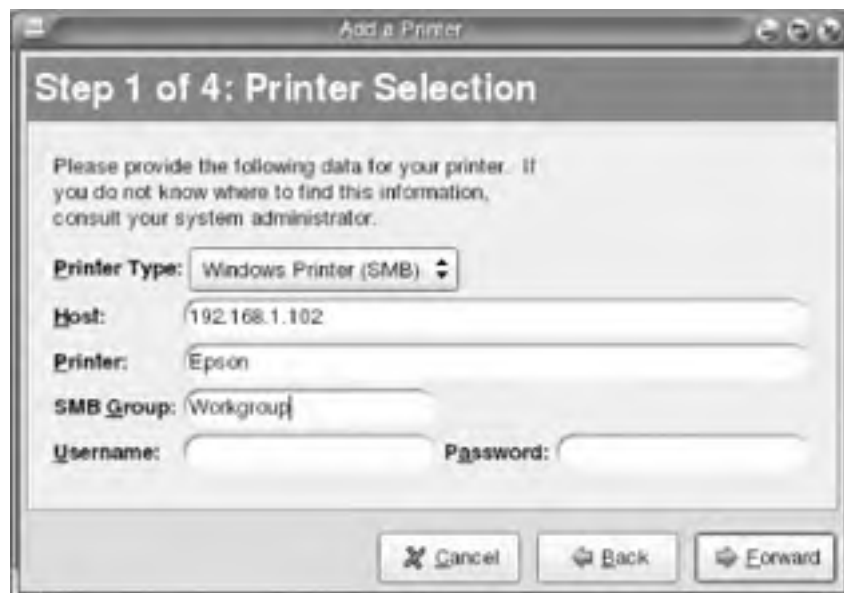 Add a Printer
Step 1 of 4: Printer Selection
Please provide the following data for your printer. If
you do not know where to find this information,
consult your system administrator.
Printer Type: Windows Printer (SMB)
Host: 192.168.1.102
Printer: Epson
SMB Group: Workgroup
Username: Password:
Cancel Back Forward